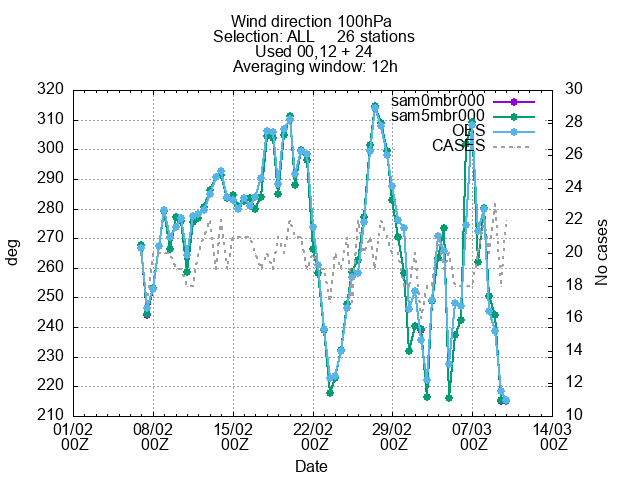 Wind direction 100hPa
Selection: ALL 26 stations
Used 00,12 + 24
Averaging window: 12h
320 30
310 28
300 26
290 24
280 22
270 20
260 18
250 16
240 14
230 12
220 10
210
sam0mbr000
sam5mbr000
OBS
CASES
deg
No cases
01/02 08/02 15/02 22/02 29/02 07/03 14/03
00Z 00Z 00Z 00Z 00Z 00Z 00Z
Date